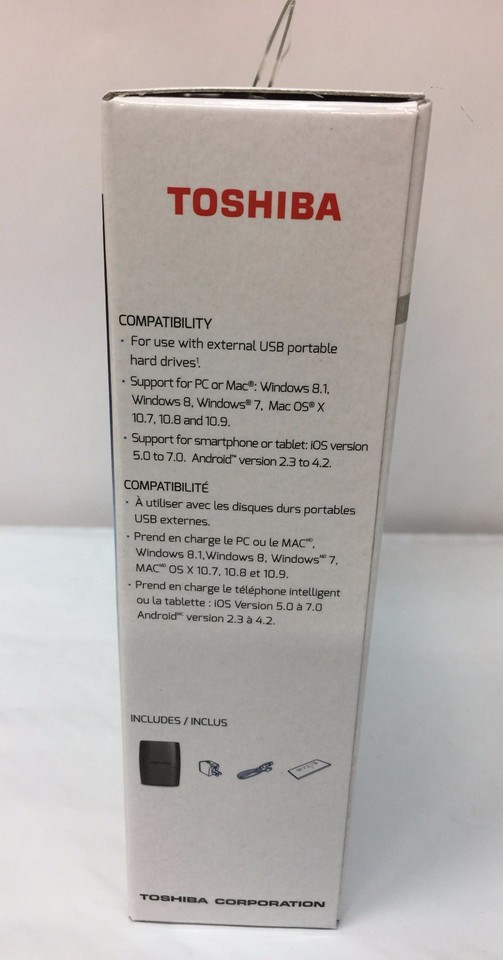 TOSHIBA
COMPATIBILITY
• For use with external USB portable
hard drives¹.
• Support for PC or Mac®: Windows 8.1,
Windows 8, Windows® 7, Mac OS® X
10.7, 10.8 and 10.9.
• Support for smartphone or tablet: iOS version
5.0 to 7.0. Android™ version 2.3 to 4.2.
COMPATIBILITÉ
• À utiliser avec les disques durs portables
USB externes.
• Prend en charge le PC ou le MAC MD,
Windows 8.1,Windows 8, Windows MD 7,
MAC MD OS X 10.7, 10.8 et 10.9.
• Prend en charge le téléphone intelligent
ou la tablette : iOS Version 5.0 à 7.0
Android MC version 2.3 à 4.2.
INCLUDES / INCLUS
TOSHIBA CORPORATION